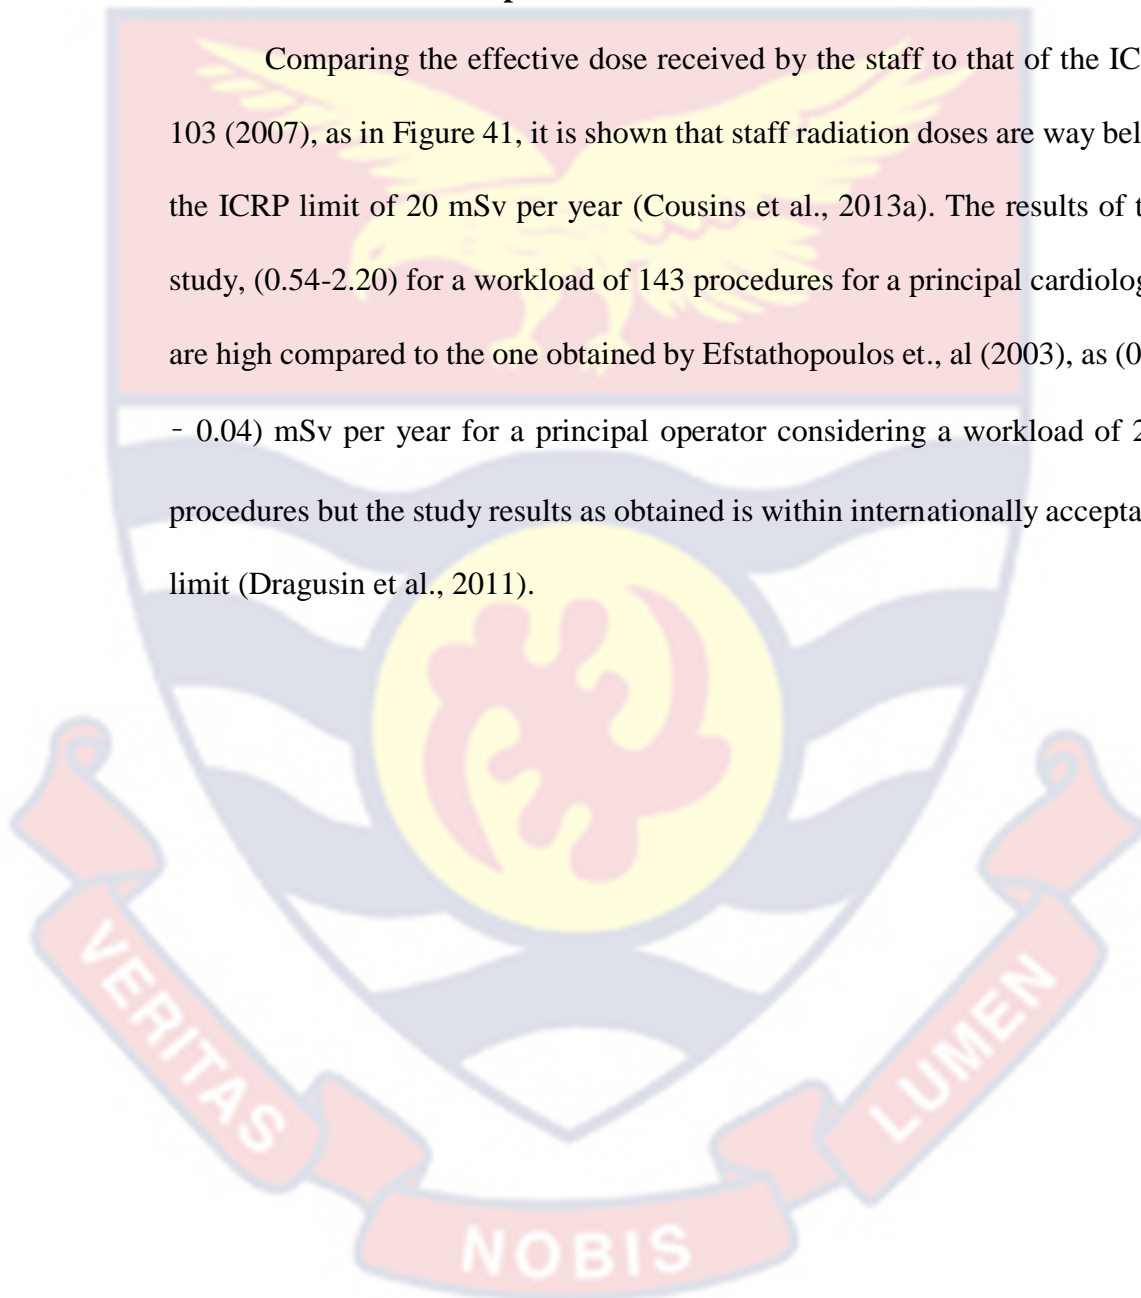 Comparing the effective dose received by the staff to that of the IC
103 (2007), as in Figure 41, it is shown that staff radiation doses are way bel
the ICRP limit of 20 mSv per year (Cousins et al., 2013a). The results of t
study, (0.54-2.20) for a workload of 143 procedures for a principal cardiolog
are high compared to the one obtained by Efstathopoulos et., al (2003), as (0
- 0.04) mSv per year for a principal operator considering a workload of 2
procedures but the study results as obtained is within internationally accepta
limit (Dragusin et al., 2011).
VERITAS
NOBIS
LUMEN